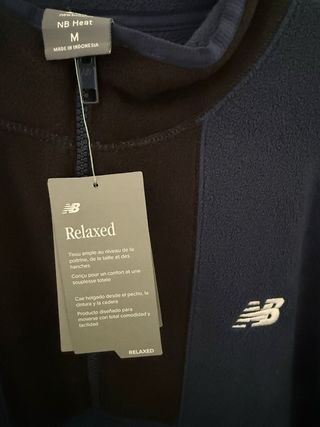 NB Heat
M
MADE IN INDONESIA
NB
Relaxed
Tissu ample au niveau de la
poitrine, de la taille et des
hanches
Conçu pour un confort et une
souplesse totale
Cae holgado desde el pecho, la
cintura y la cadera
Producto diseñado para
moverse con total comodidad y
facilidad
RELAXED
NB